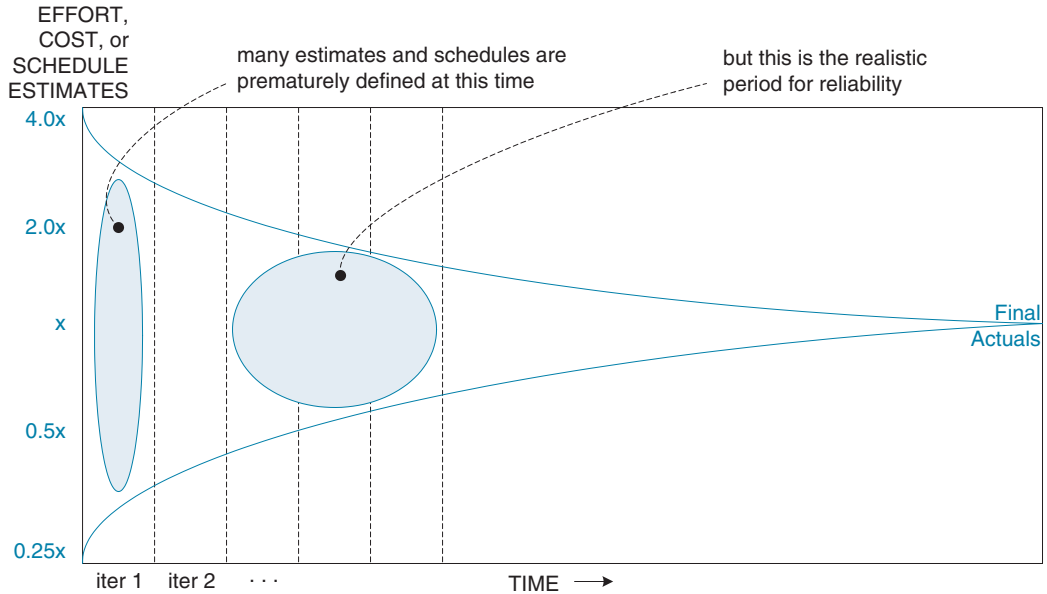 EFFORT,
COST, or
SCHEDULE
ESTIMATES
many estimates and schedules are
prematurely defined at this time
but this is the realistic
period for reliability
4.0x
2.0x
x
0.5x
0.25x
Final
Actuals
iter 1
iter 2
. . .
TIME